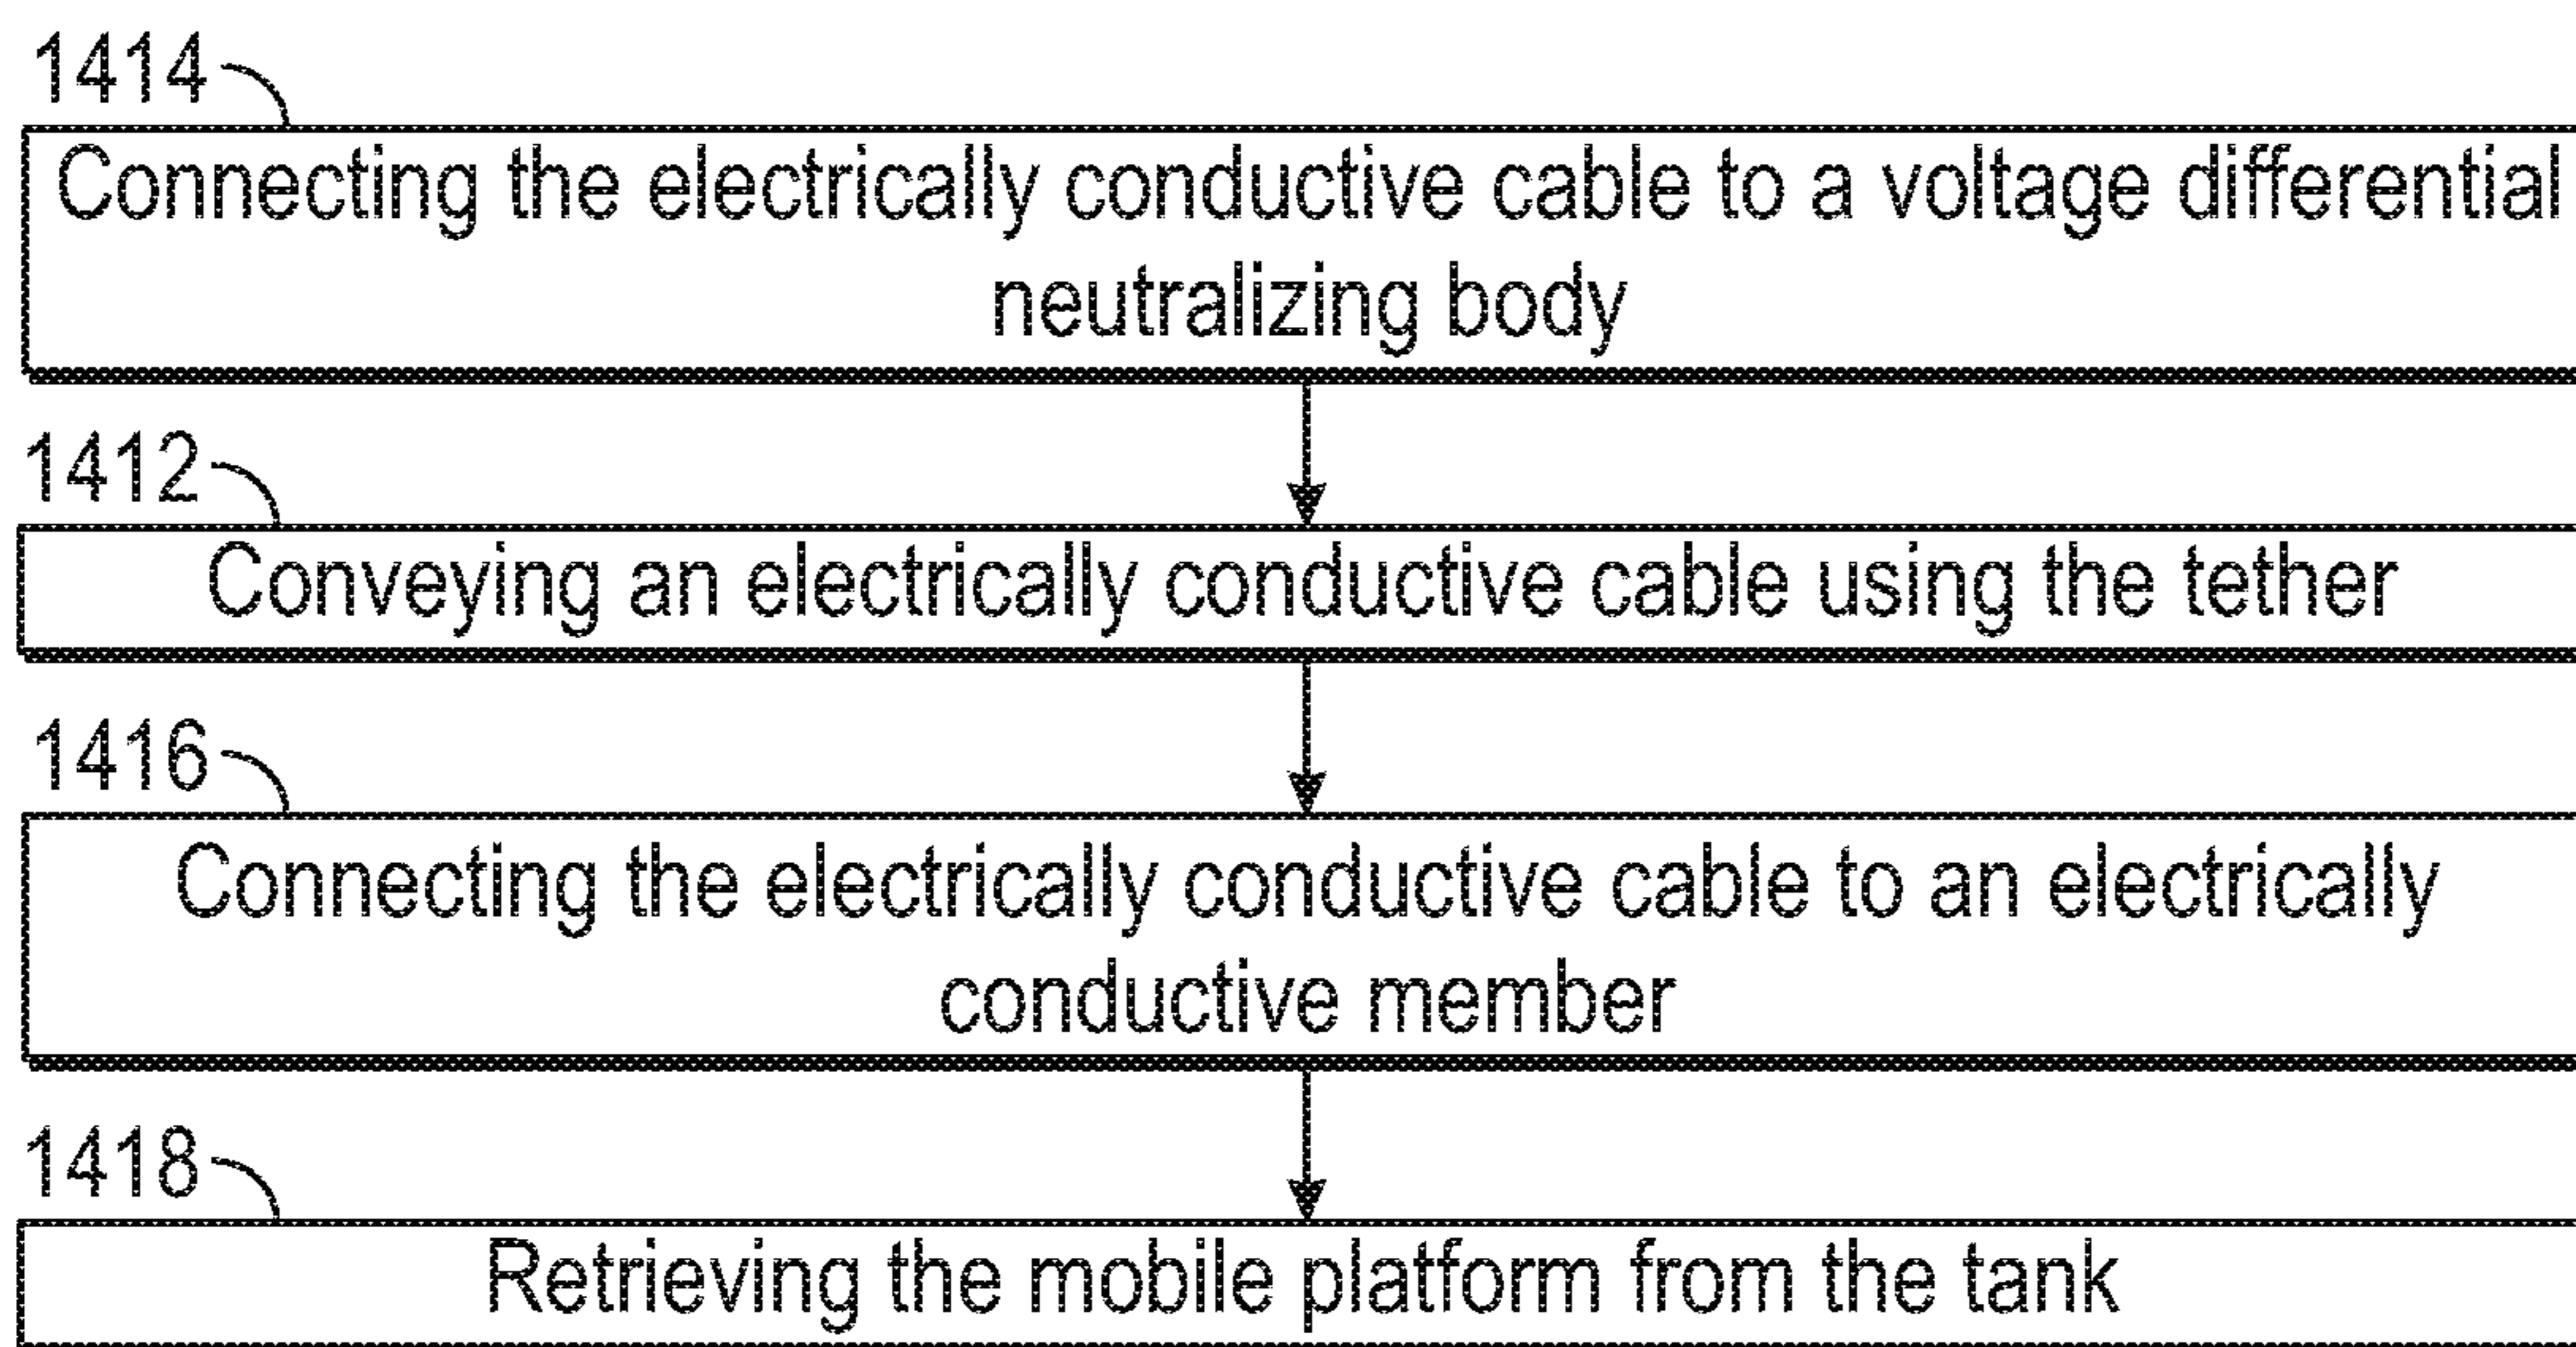 1414
Connecting the electrically conductive cable to a voltage differential
neutralizing body
1412
Conveying an electrically conductive cable using the tether
1416
Connecting the electrically conductive cable to an electrically
conductive member
1418
Retrieving the mobile platform from the tank